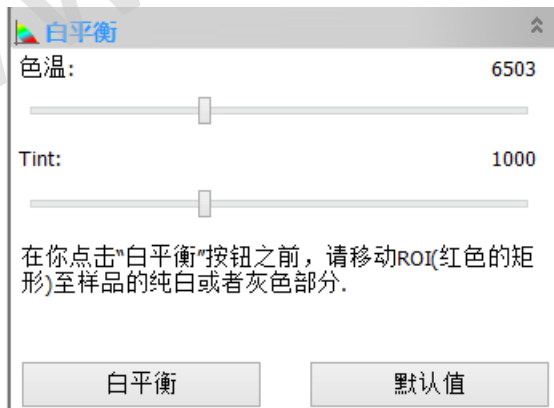 白平衡
色温: 6503
Tint: 1000
在你点击“白平衡”按钮之前，请移动ROI(红色的矩
形)至样品的纯白或者灰色部分.
白平衡 默认值